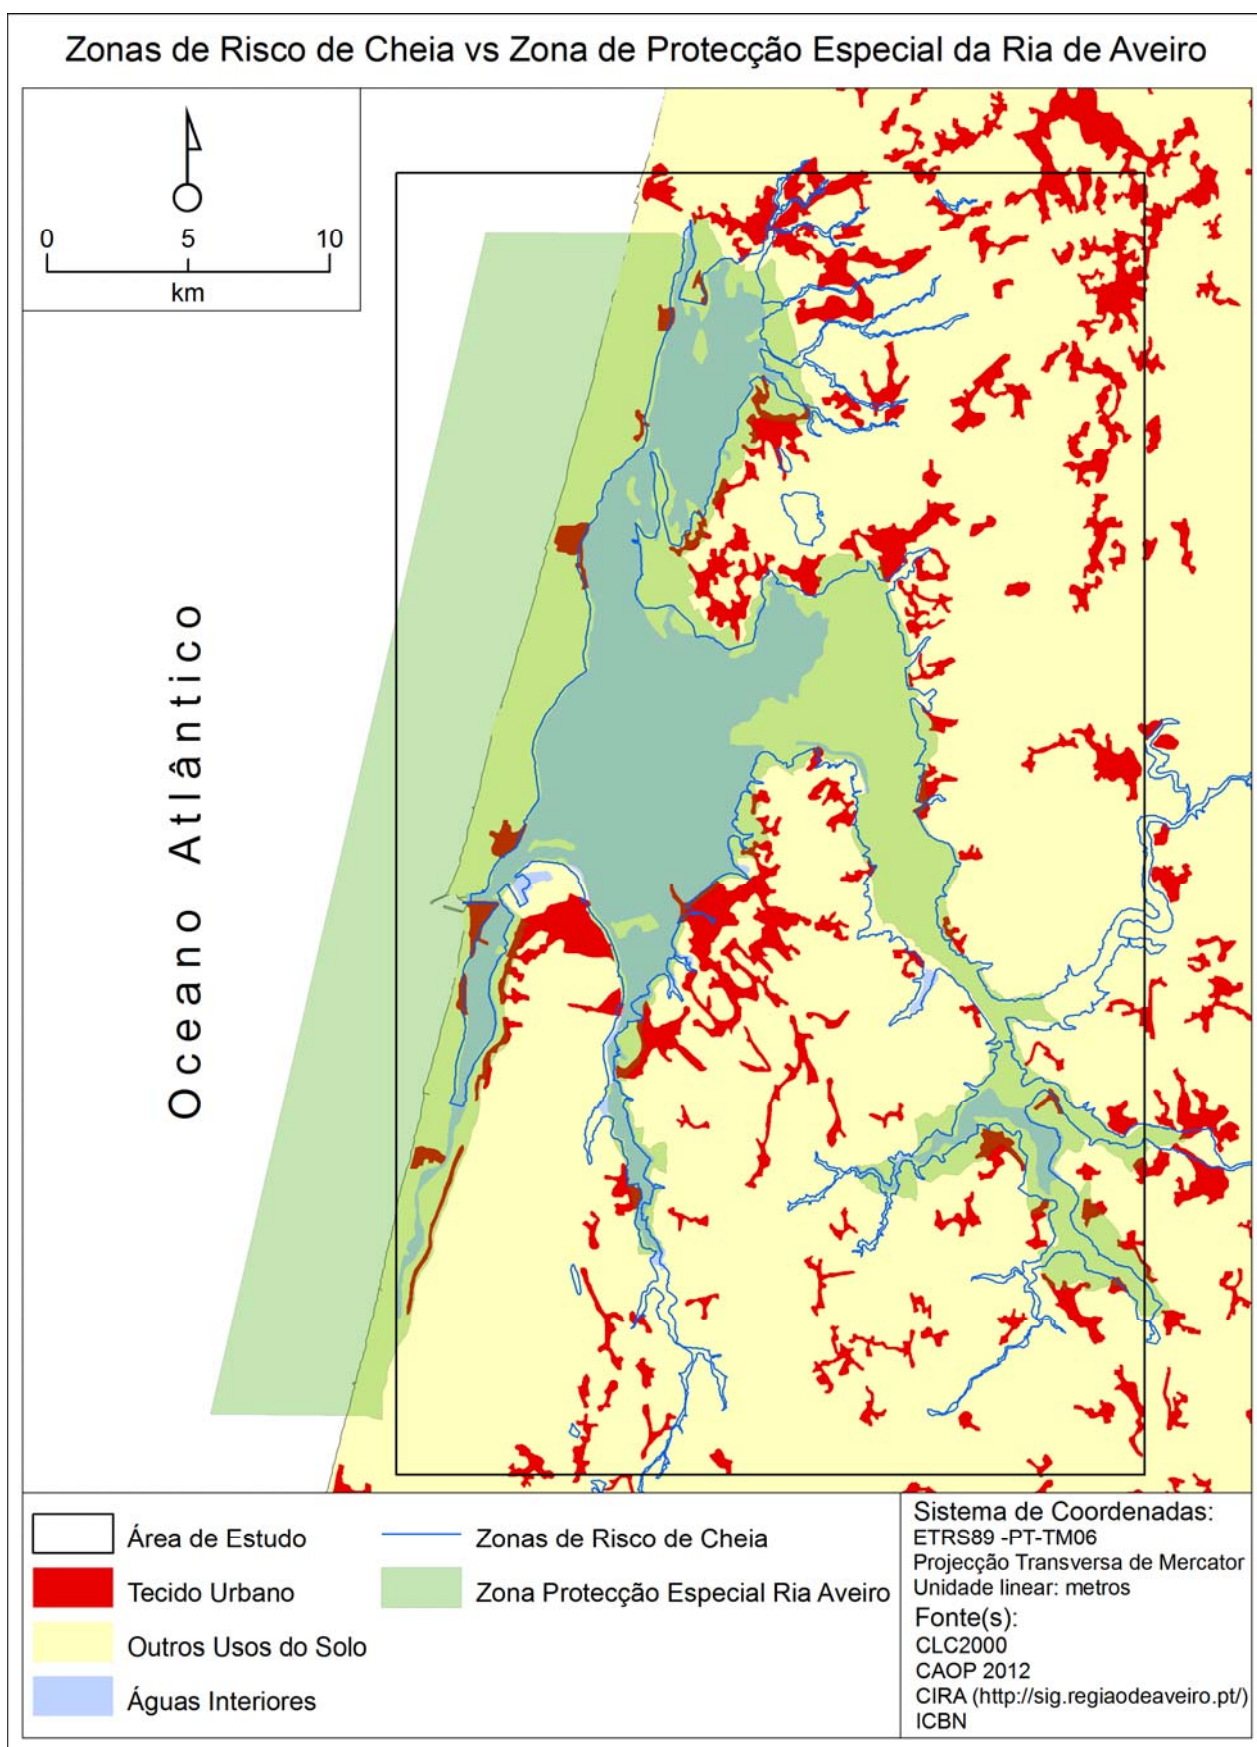 Zonas de Risco de Cheia vs Zona de Protecção Especial da Ria de Aveiro
0 5 10
km
Oceano Atlântico
Área de Estudo
Tecido Urbano
Outros Usos do Solo
Águas Interiores
Zonas de Risco de Cheia
Zona Protecção Especial Ria Aveiro
Sistema de Coordenadas:
ETRS89 -PT-TM06
Projecção Transversa de Mercator
Unidade linear: metros
Fonte(s):
CLC2000
CAOP 2012
CIRA (http://sig.regiaodeaveiro.pt/)
ICBN